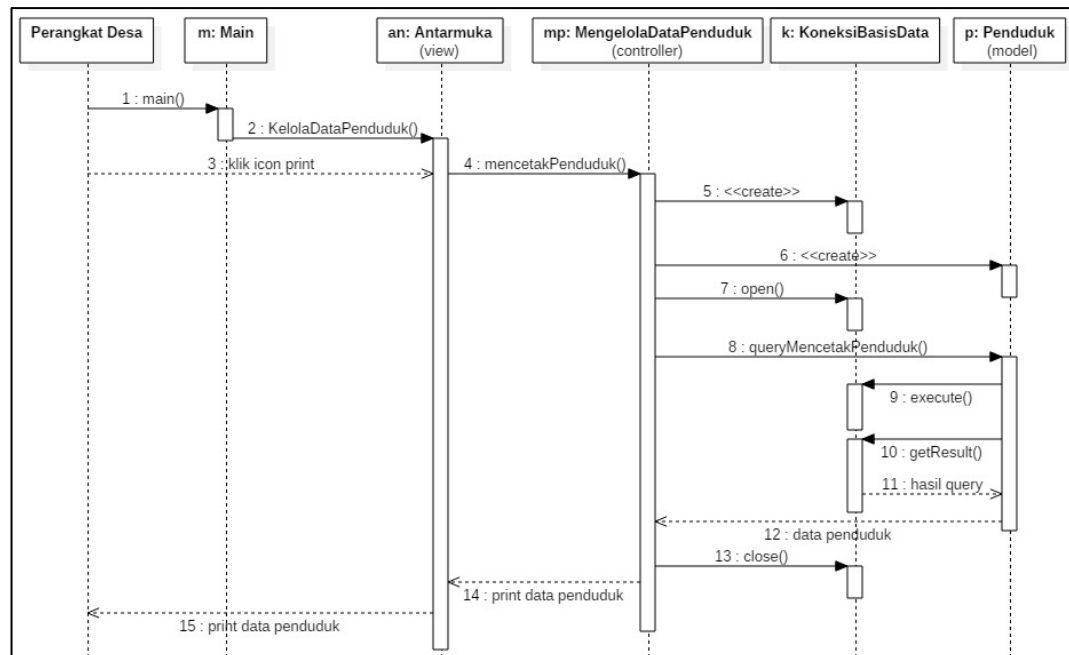 Perangkat Desa
m: Main
an: Antarmuka
(view)
mp: MengelolaDataPenduduk
(controller)
k: KoneksiBasisData
p: Penduduk
(model)
1 : main()
2 : KelolaDataPenduduk()
3 : klik icon print
4 : mencetakPenduduk()
5 : <<create>>
6 : <<create>>
7 : open()
8 : queryMencetakPenduduk()
9 : execute()
10 : getResult()
11 : hasil query
12 : data penduduk
13 : close()
14 : print data penduduk
15 : print data penduduk